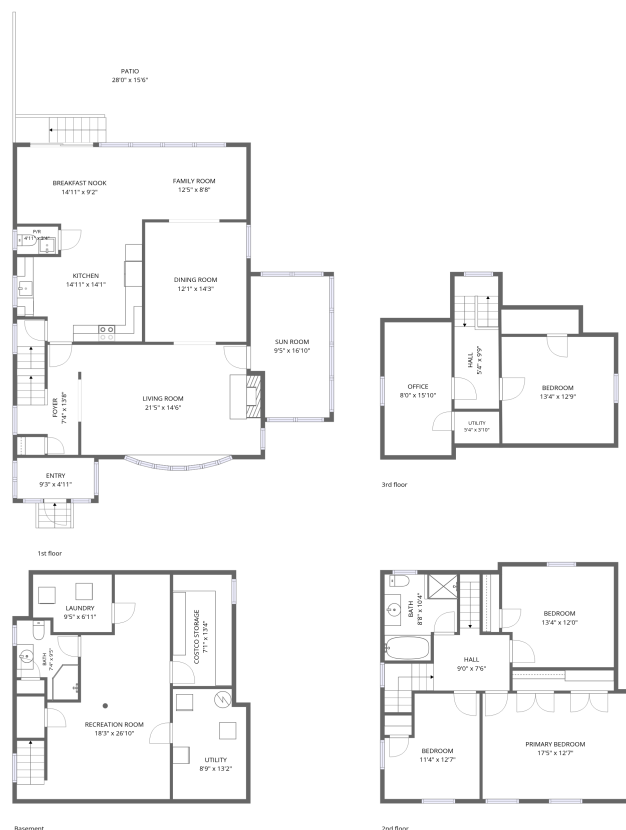 PATIO
28'0" x 15'6"
BREAKFAST NOOK
14'11" x 9'2"
FAMILY ROOM
12'5" x 8'8"
P/R
KITCHEN
14'11" x 14'1"
DINING ROOM
12'1" x 14'3"
SUN ROOM
9'5" x 16'10"
FOYER
7'4" x 13'8"
LIVING ROOM
21'5" x 14'6"
ENTRY
9'3" x 4'11"
1st floor
HALL
5'4" x 9'9"
OFFICE
8'0" x 15'10"
BEDROOM
13'4" x 12'9"
UTILITY
5'4" x 3'10"
3rd floor
LAUNDRY
9'5" x 6'11"
COSTCO STORAGE
7'1" x 13'4"
BATH
7'4" x 9'5"
RECREATION ROOM
18'3" x 26'10"
UTILITY
8'9" x 13'2"
Basement
BATH
8'8" x 10'4"
BEDROOM
13'4" x 12'0"
HALL
9'0" x 7'6"
BEDROOM
11'4" x 12'7"
PRIMARY BEDROOM
17'5" x 12'7"
2nd floor